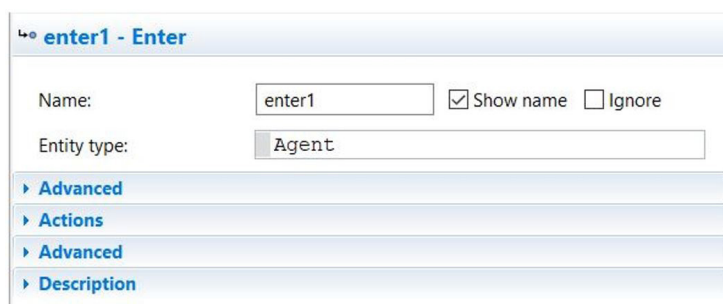 enter1 - Enter
Name: enter1 Show name Ignore
Entity type: Agent
Advanced
Actions
Advanced
Description